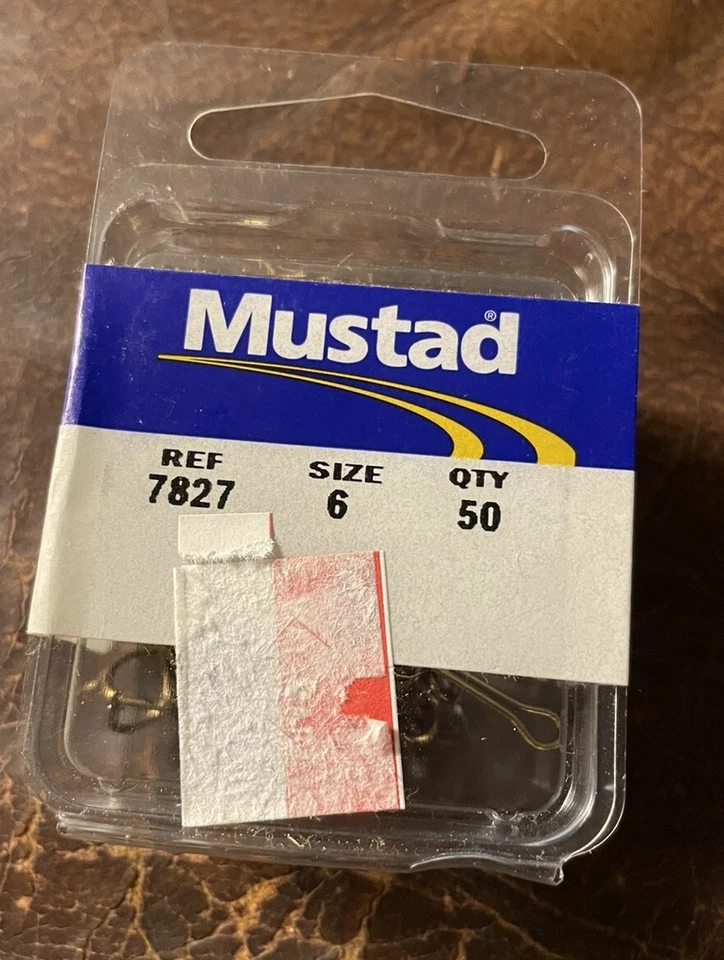 Mustad®
REF SIZE QTY
7827 6 50